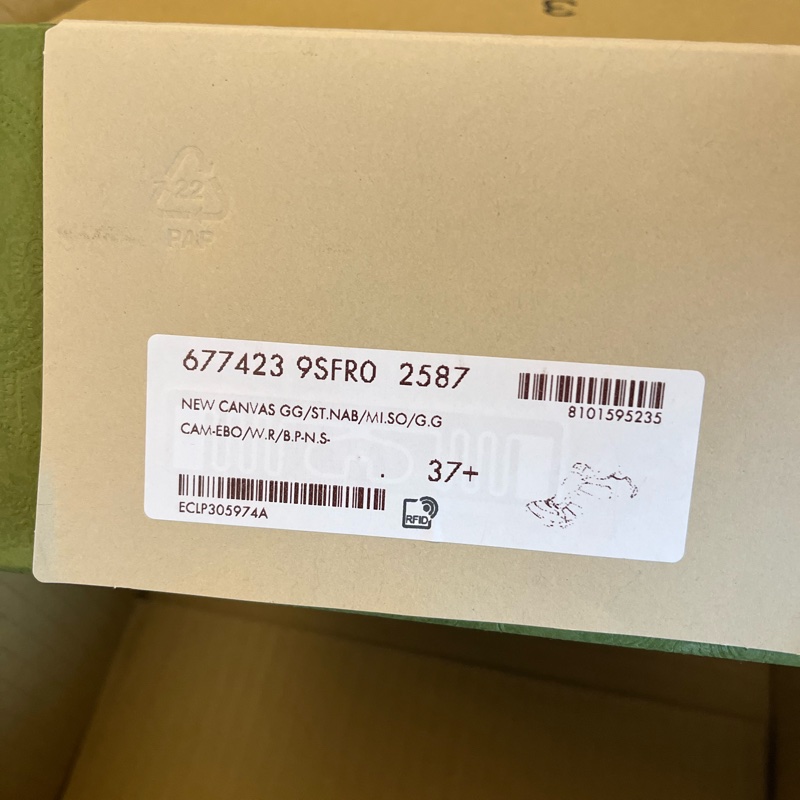 22
PAP
677423 9SFR0 2587
8101595235
NEW CANVAS GG/ST.NAB/MI.SO/G.G
CAM-EBO/W.R/B.P-N.S-
37+
ECLP305974A
RFID